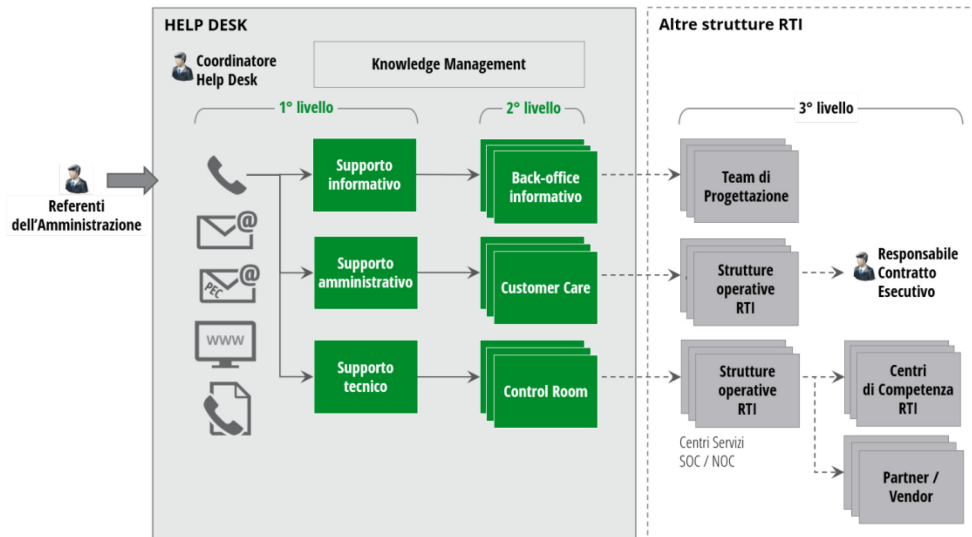 HELP DESK
Altre strutture RTI
Coordinatore
Help Desk
Knowledge Management
1° livello
2° livello
3° livello
Referenti
dell'Amministrazione
@
@
PEC
WWW
Supporto
informativo
Back-office
informativo
Team di
Progettazione
Supporto
amministrativo
Customer Care
Strutture
operative
RTI
Responsabile
Contratto
Esecutivo
Supporto
tecnico
Control Room
Strutture
operative
RTI
Centri
di Competenza
RTI
Centri Servizi
SOC / NOC
Partner /
Vendor